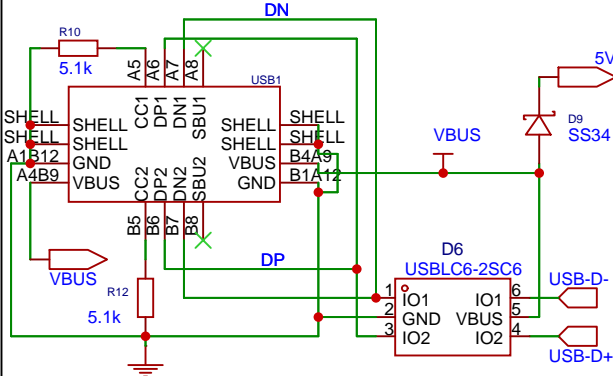 DN
R10
5.1k
A5
A6
A7
A8
USB1
5V
D9
SS34
CC1
DP1
DN1
SBU1
SHELL
SHELL
SHELL
SHELL
SHELL
SHELL
SHELL
SHELL
A1B12
GND
VBUS
B4A9
A4B9
VBUS
GND
B1A12
VBUS
CC2
DP2
DN2
SBU2
B5
B6
B7
B8
VBUS
DP
R12
5.1k
D6
USBLC6-2SC6
1
IO1
IO1
6
USB-D-
2
GND
VBUS
5
3
IO2
IO2
4
USB-D+